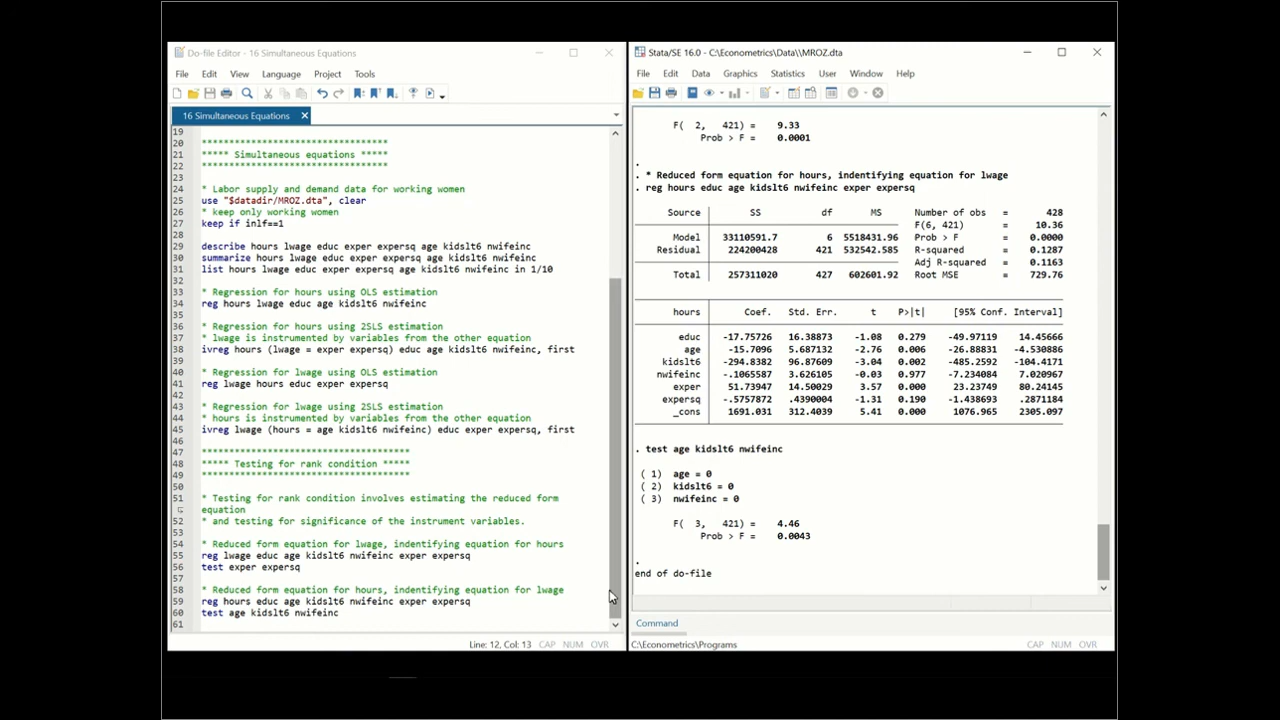 Do-file Editor - 16 Simultaneous Equations
File Edit View Language Project Tools
16 Simultaneous Equations
19
20 **********************************
21 ***** Simultaneous equations *****
22 **********************************
23
24 * Labor supply and demand data for working women
25 use "$datadir/MROZ.dta", clear
26 * keep only working women
27 keep if inlf==1
28
29 describe hours lwage educ exper expersq age kidslt6 nwifeinc
30 summarize hours lwage educ exper expersq age kidslt6 nwifeinc
31 list hours lwage educ exper expersq age kidslt6 nwifeinc in 1/10
32
33 * Regression for hours using OLS estimation
34 reg hours lwage educ age kidslt6 nwifeinc
35
36 * Regression for hours using 2SLS estimation
37 * lwage is instrumented by variables from the other equation
38 ivreg hours (lwage = exper expersq) educ age kidslt6 nwifeinc, first
39
40 * Regression for lwage using OLS estimation
41 reg lwage hours educ exper expersq
42
43 * Regression for lwage using 2SLS estimation
44 * hours is instrumented by variables from the other equation
45 ivreg lwage (hours = age kidslt6 nwifeinc) educ exper expersq, first
46
47 **************************************
48 ***** Testing for rank condition *****
49 **************************************
50
51 * Testing for rank condition involves estimating the reduced form
equation
52 * and testing for significance of the instrument variables.
53
54 * Reduced form equation for lwage, indentifying equation for hours
55 reg lwage educ age kidslt6 nwifeinc exper expersq
56 test exper expersq
57
58 * Reduced form equation for hours, indentifying equation for lwage
59 reg hours educ age kidslt6 nwifeinc exper expersq
60 test age kidslt6 nwifeinc
61
Line: 12, Col: 13 CAP NUM OVR
Stata/SE 16.0 - C:\Econometrics\Data\\MROZ.dta
File Edit Data Graphics Statistics User Window Help
F( 2, 421) = 9.33
Prob > F = 0.0001
.
. * Reduced form equation for hours, indentifying equation for lwage
. reg hours educ age kidslt6 nwifeinc exper expersq
Source SS df MS Number of obs = 428
F(6, 421) = 10.36
Model 33110591.7 6 5518431.96 Prob > F = 0.0000
Residual 224200428 421 532542.585 R-squared = 0.1287
Adj R-squared = 0.1163
Total 257311020 427 602601.92 Root MSE = 729.76
hours Coef. Std. Err. t P>|t| [95% Conf. Interval]
educ -17.75726 16.38873 -1.08 0.279 -49.97119 14.45666
age -15.7096 5.687132 -2.76 0.006 -26.88831 -4.530886
kidslt6 -294.8382 96.87609 -3.04 0.002 -485.2592 -104.4171
nwifeinc -.1065587 3.626105 -0.03 0.977 -7.234084 7.020967
exper 51.73947 14.50029 3.57 0.000 23.23749 80.24145
expersq -.5757872 .4390004 -1.31 0.190 -1.438693 .2871184
_cons 1691.031 312.4039 5.41 0.000 1076.965 2305.097
. test age kidslt6 nwifeinc
( 1) age = 0
( 2) kidslt6 = 0
( 3) nwifeinc = 0
F( 3, 421) = 4.46
Prob > F = 0.0043
.
end of do-file
Command
C:\Econometrics\Programs CAP NUM OVR